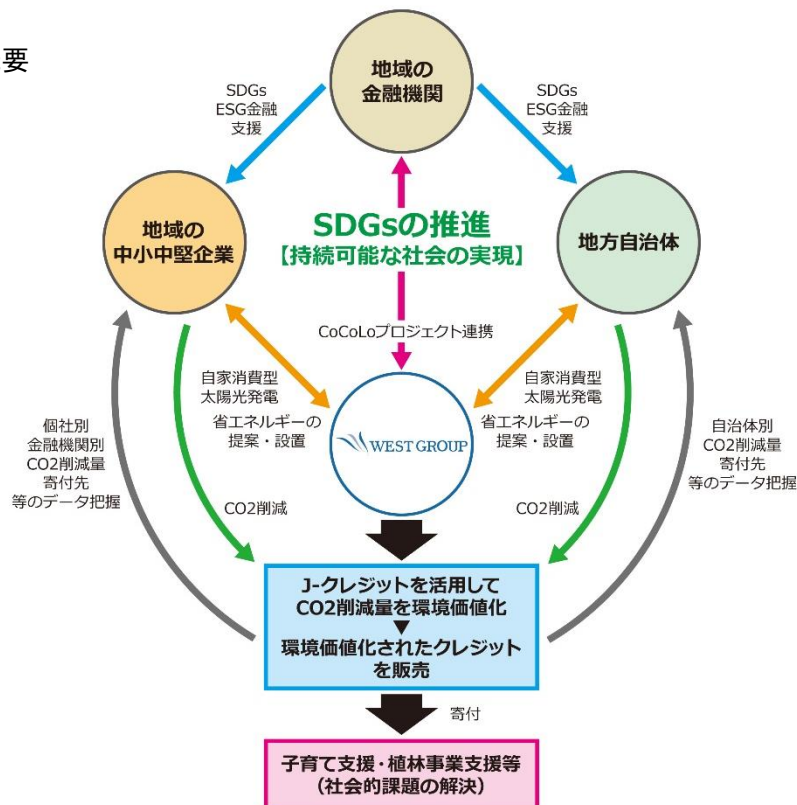 要
地域の
金融機関
SDGs
ESG金融
支援
SDGs
ESG金融
支援
地域の
中小中堅企業
SDGsの推進
【持続可能な社会の実現】
地方自治体
CoCoLoプロジェクト連携
自家消費型
太陽光発電
省エネルギーの
提案・設置
自家消費型
太陽光発電
省エネルギーの
提案・設置
WEST GROUP
個社別
金融機関別
CO2削減量
寄付先
等のデータ把握
自治体別
CO2削減量
寄付先
等のデータ把握
CO2削減
CO2削減
J-クレジットを活用して
CO2削減量を環境価値化
▼
環境価値化されたクレジット
を販売
寄付
子育て支援・植林事業支援等
（社会的課題の解決）